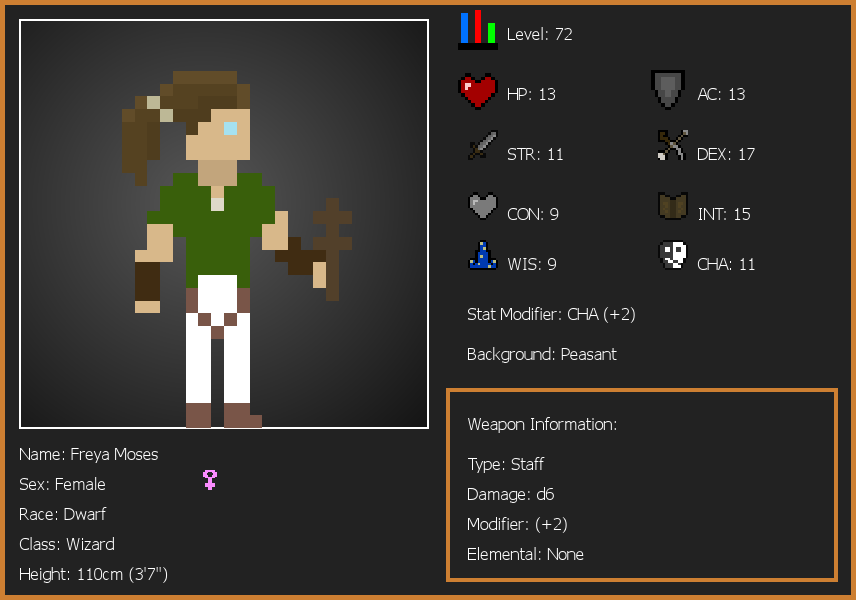 Level: 72
HP: 13
AC: 13
STR: 11
DEX: 17
CON: 9
INT: 15
WIS: 9
CHA: 11
Stat Modifier: CHA (+2)
Background: Peasant
Weapon Information:
Type: Staff
Damage: d6
Modifier: (+2)
Elemental: None
Name: Freya Moses
Sex: Female
Race: Dwarf
Class: Wizard
Height: 110cm (3'7")